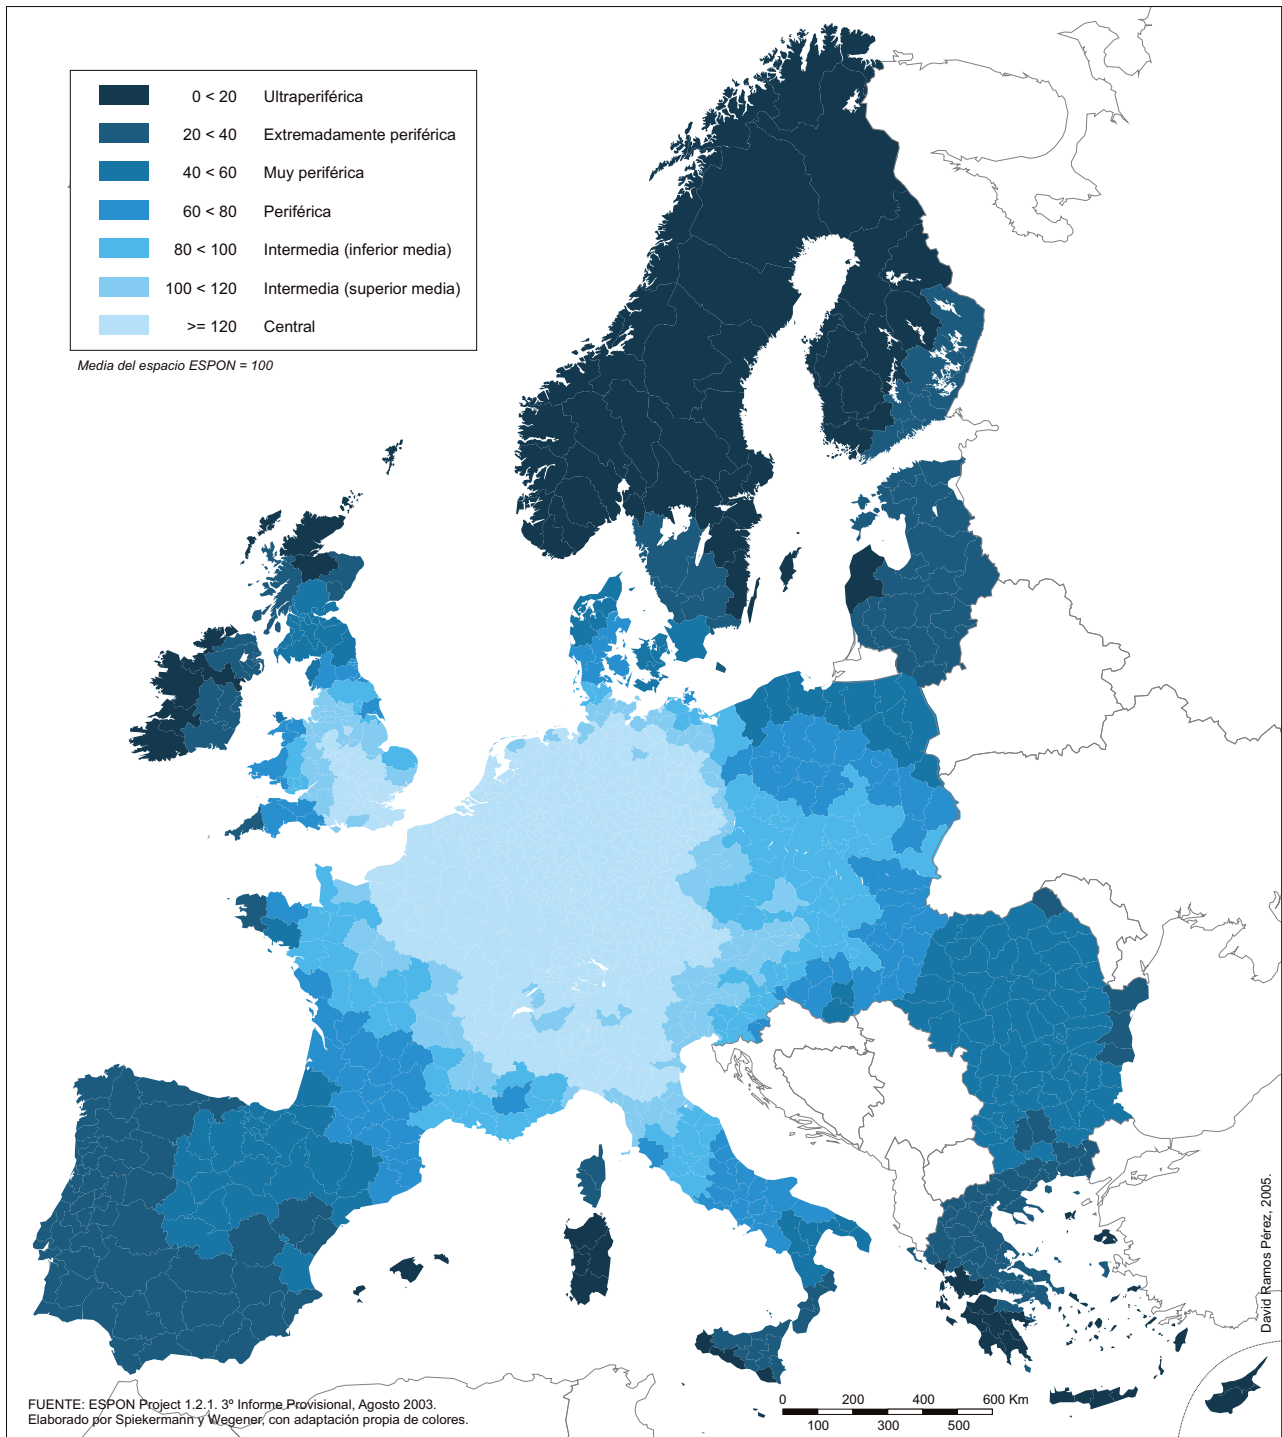 0 < 20 Ultraperiférica
20 < 40 Extremadamente periférica
40 < 60 Muy periférica
60 < 80 Periférica
80 < 100 Intermedia (inferior media)
100 < 120 Intermedia (superior media)
>= 120 Central
Media del espacio ESPON = 100
David Ramos Pérez, 2005.
FUENTE: ESPON Project 1.2.1. 3º Informe Provisional, Agosto 2003.
Elaborado por Spiekermann y Wegener, con adaptación propia de colores.
0 200 400 600 Km
100 300 500